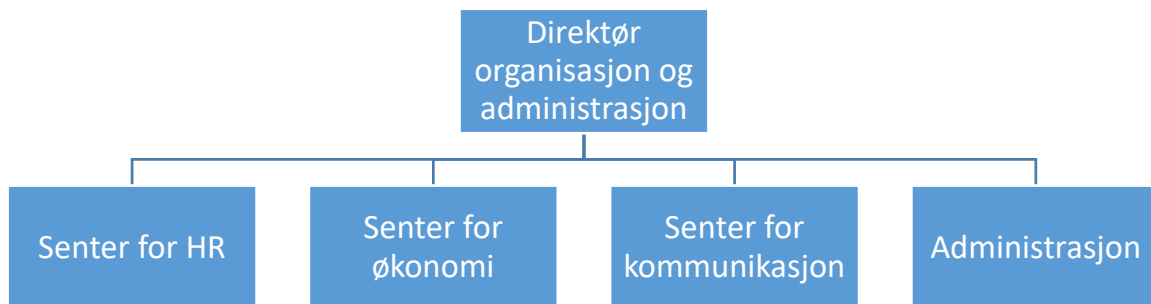 Direktør
organisasjon og
administrasjon
Senter for HR
Senter for
økonomi
Senter for
kommunikasjon
Administrasjon